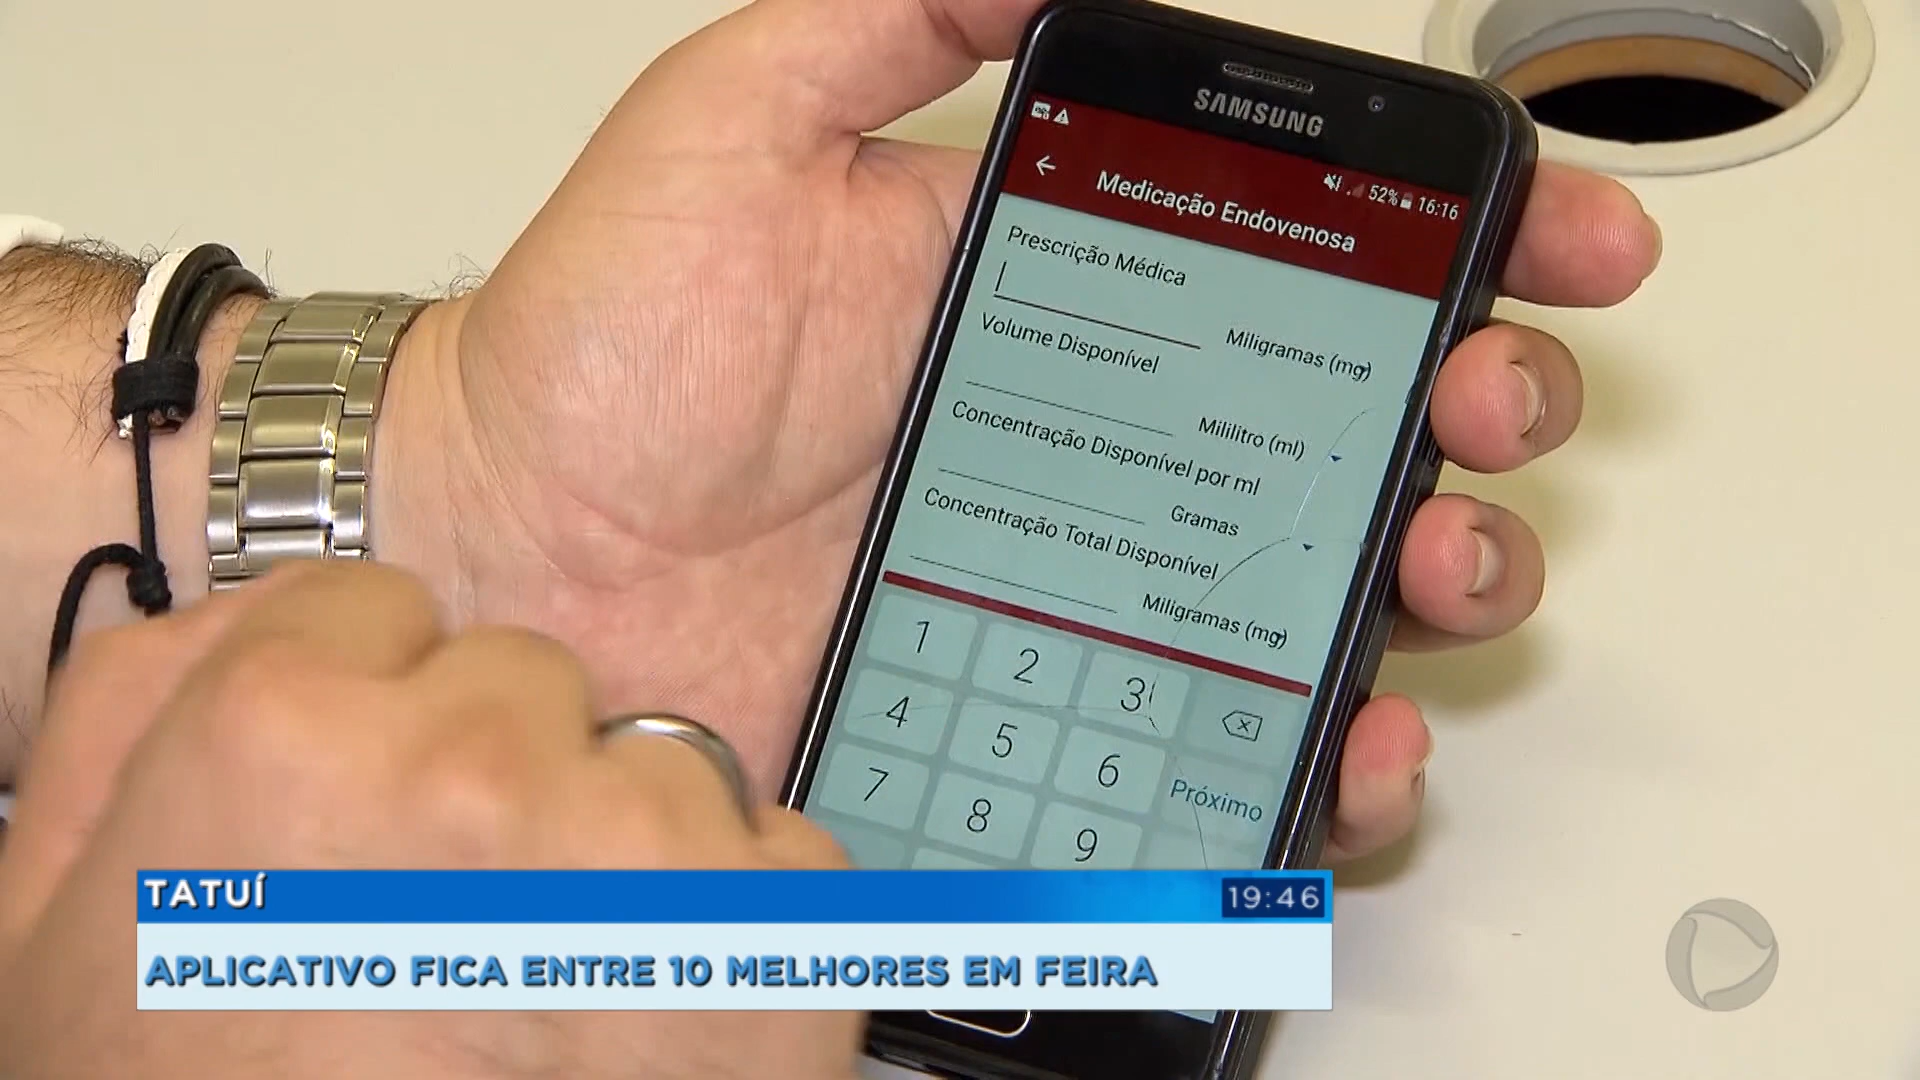 SAMSUNG
52% 16:16
Medicação Endovenosa
Prescrição Médica
Miligramas (mg)
Volume Disponível
Mililitro (ml)
Concentração Disponível por ml
Gramas
Concentração Total Disponível
Miligramas (mg)
1 2 3
4 5 6
7 8 9
Próximo
TATUÍ
19:46
APLICATIVO FICA ENTRE 10 MELHORES EM FEIRA